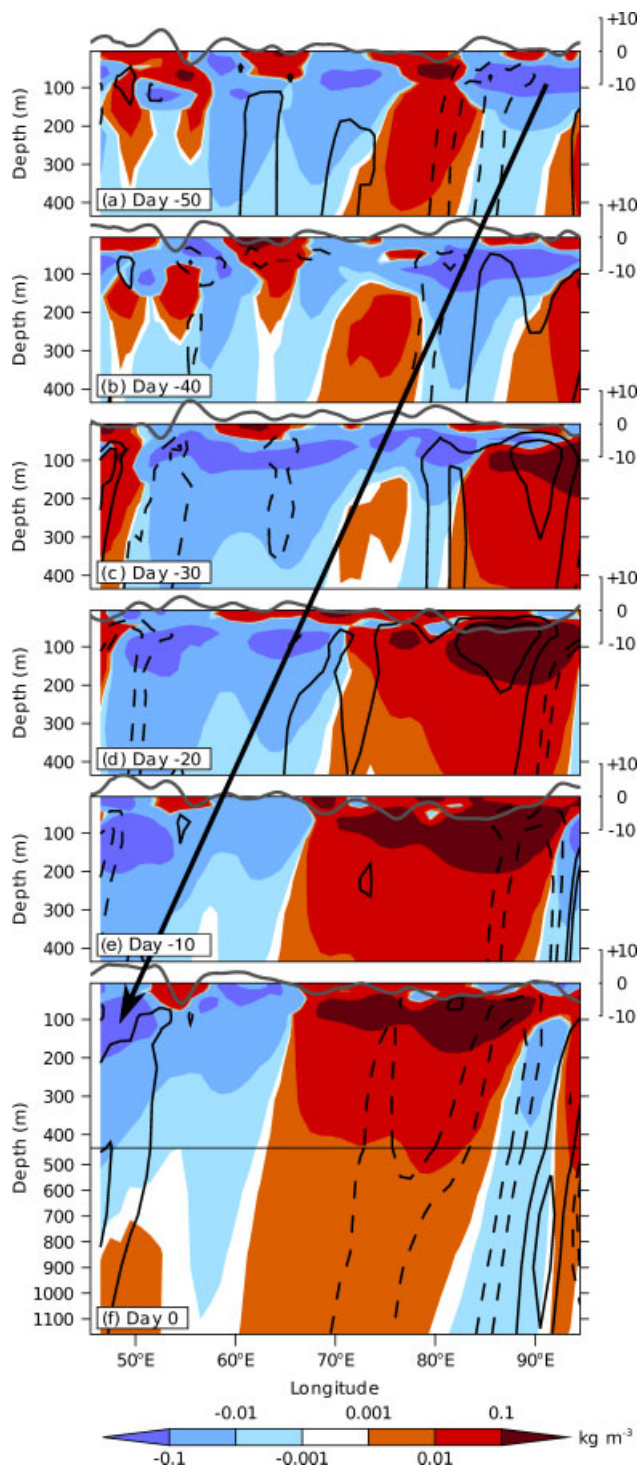 +10
0
-10
100
200
300
400
Depth (m)
(a) Day -50
+10
0
-10
100
200
300
400
Depth (m)
(b) Day -40
+10
0
-10
100
200
300
400
Depth (m)
(c) Day -30
+10
0
-10
100
200
300
400
Depth (m)
(d) Day -20
+10
0
-10
100
200
300
400
Depth (m)
(e) Day -10
+10
0
-10
100
200
300
400
500
600
700
800
900
1000
1100
Depth (m)
(f) Day 0
50°E 60°E 70°E 80°E 90°E
Longitude
-0.01 0.001 0.1
kg m⁻³
-0.1 -0.001 0.01